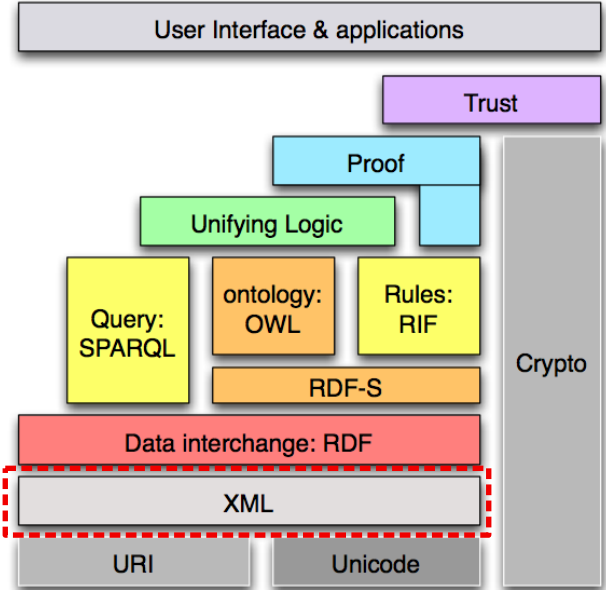 User Interface & applications
Trust
Proof
Unifying Logic
Query:
SPARQL
ontology:
OWL
Rules:
RIF
Crypto
RDF-S
Data interchange: RDF
XML
URI
Unicode